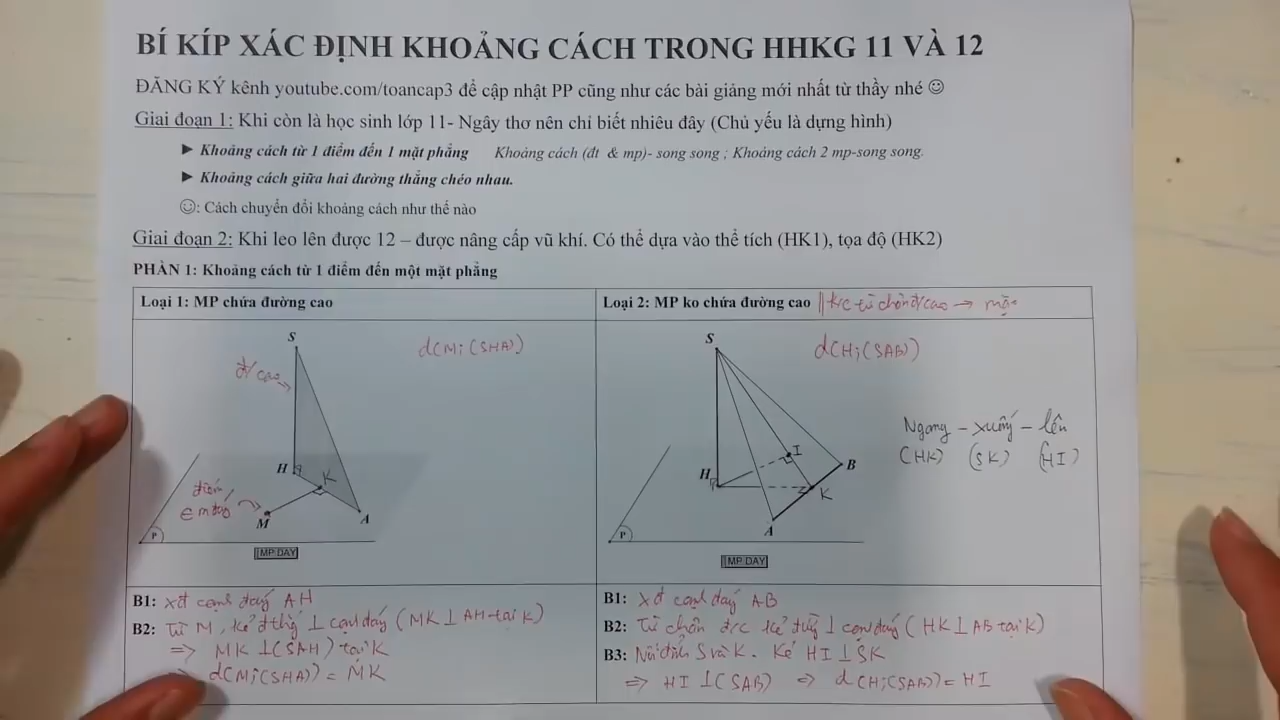 BÍ KÍP XÁC ĐỊNH KHOẢNG CÁCH TRONG HHKG 11 VÀ 12
ĐĂNG KÝ kênh youtube.com/toancap3 để cập nhật PP cũng như các bài giảng mới nhất từ thầy nhé ☺
Giai đoạn 1: Khi còn là học sinh lớp 11- Ngây thơ nên chỉ biết nhiêu đây (Chủ yếu là dựng hình)
► Khoảng cách từ 1 điểm đến 1 mặt phẳng Khoảng cách (đt & mp)- song song ; Khoảng cách 2 mp-song song.
► Khoảng cách giữa hai đường thẳng chéo nhau.
☺: Cách chuyển đổi khoảng cách như thế nào
Giai đoạn 2: Khi leo lên được 12 – được nâng cấp vũ khí. Có thể dựa vào thể tích (HK1), tọa độ (HK2)
PHẦN 1: Khoảng cách từ 1 điểm đến một mặt phẳng
Loại 1: MP chứa đường cao
S
d(M;(SHA))
đ/cao
H
K
điểm
M
A
P
MP ĐÁY
B1: xđ cạnh đáy AH
B2: Từ M, kẻ đthg ⊥ cạnh đáy (MK ⊥ AH tại K)
=> MK ⊥ (SAH) tại K
=> d(M;(SHA)) = MK
Loại 2: MP ko chứa đường cao || k/c từ chân đ/cao →
S
d(H;(SAB))
Ngang – xuống – lên
(HK) (SK) (HI)
I
H
B
K
A
P
MP ĐÁY
B1: xđ cạnh đáy AB
B2: Từ chân đ/c kẻ đthg ⊥ cạnh đáy (HK ⊥ AB tại K)
B3: Nối đỉnh S và K. Kẻ HI ⊥ SK
=> HI ⊥ (SAB) => d(H;(SAB)) = HI